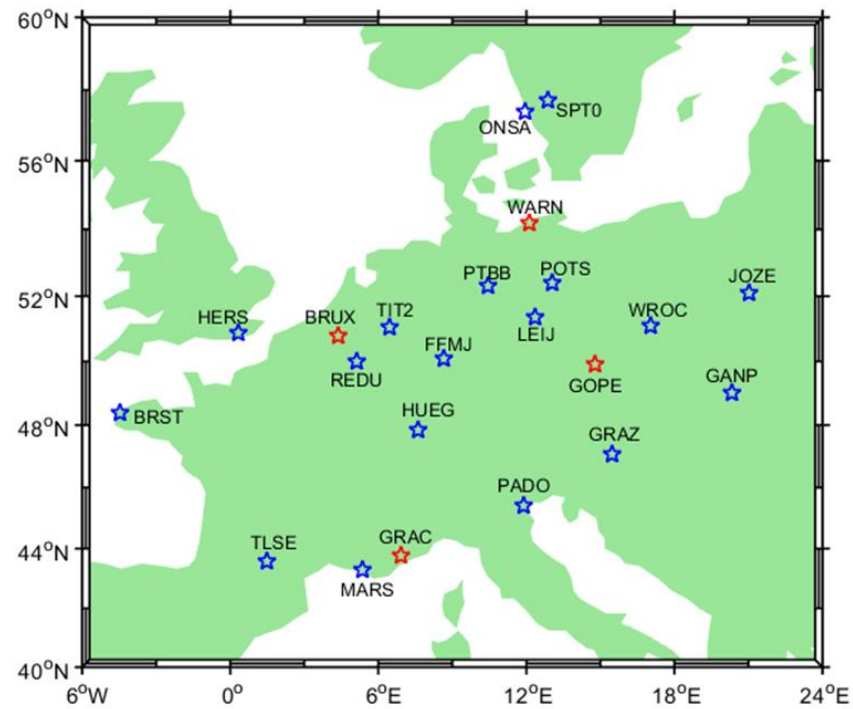 60°N
SPT0
ONSA
56°N
WARN
PTBB
POTS
JOZE
52°N
HERS
BRUX
TIT2
WROC
LEIJ
FFMJ
REDU
GOPE
GANP
HUEG
BRST
48°N
GRAZ
PADO
GRAC
TLSE
44°N
MARS
40°N
6°W
0°
6°E
12°E
18°E
24°E